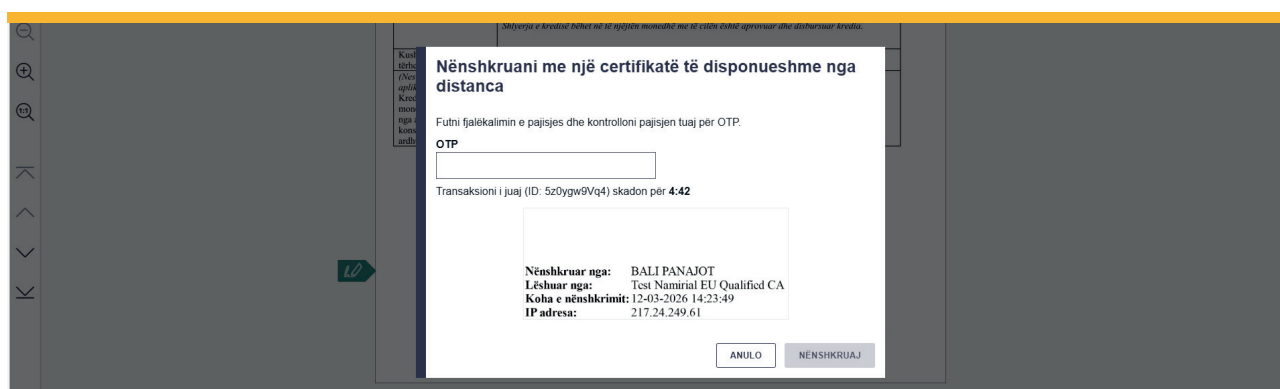 Shlyerja e kredisë bëhet në të njëjtën monedhë me të cilën është aprovuar dhe disbursuar kredia.
Nënshkruani me një certifikatë të disponueshme nga
distanca
Futni fjalëkalimin e pajisjes dhe kontrolloni pajisjen tuaj për OTP.
OTP
Transaksioni i juaj (ID: 5z0ygw9Vq4) skadon për 4:42
Nënshkruar nga: BALI PANAJOT
Lëshuar nga: Test Namirial EU Qualified CA
Koha e nënshkrimit: 12-03-2026 14:23:49
IP adresa: 217.24.249.61
ANULO NËNSHKRUAJ